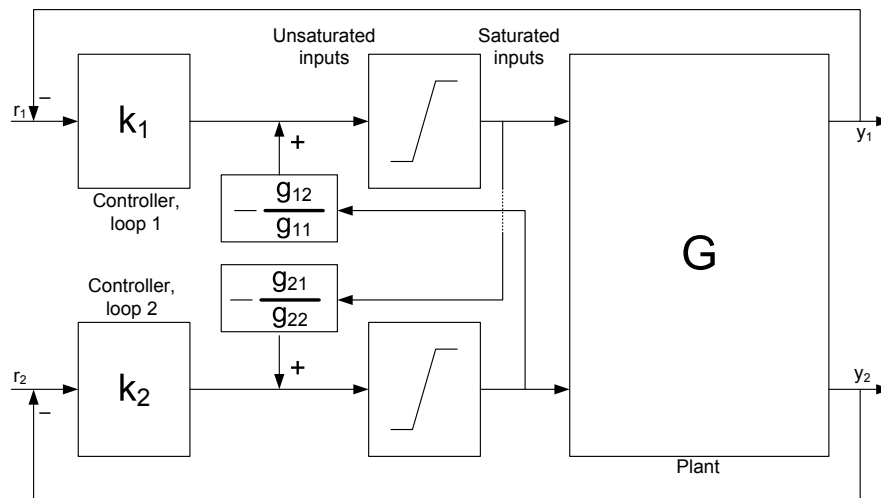 Unsaturated
inputs
Saturated
inputs
r₁
−
k₁
+
y₁
Controller,
loop 1
− g₁₂
g₁₁
G
Controller,
loop 2
− g₂₁
g₂₂
+
r₂
−
k₂
y₂
Plant